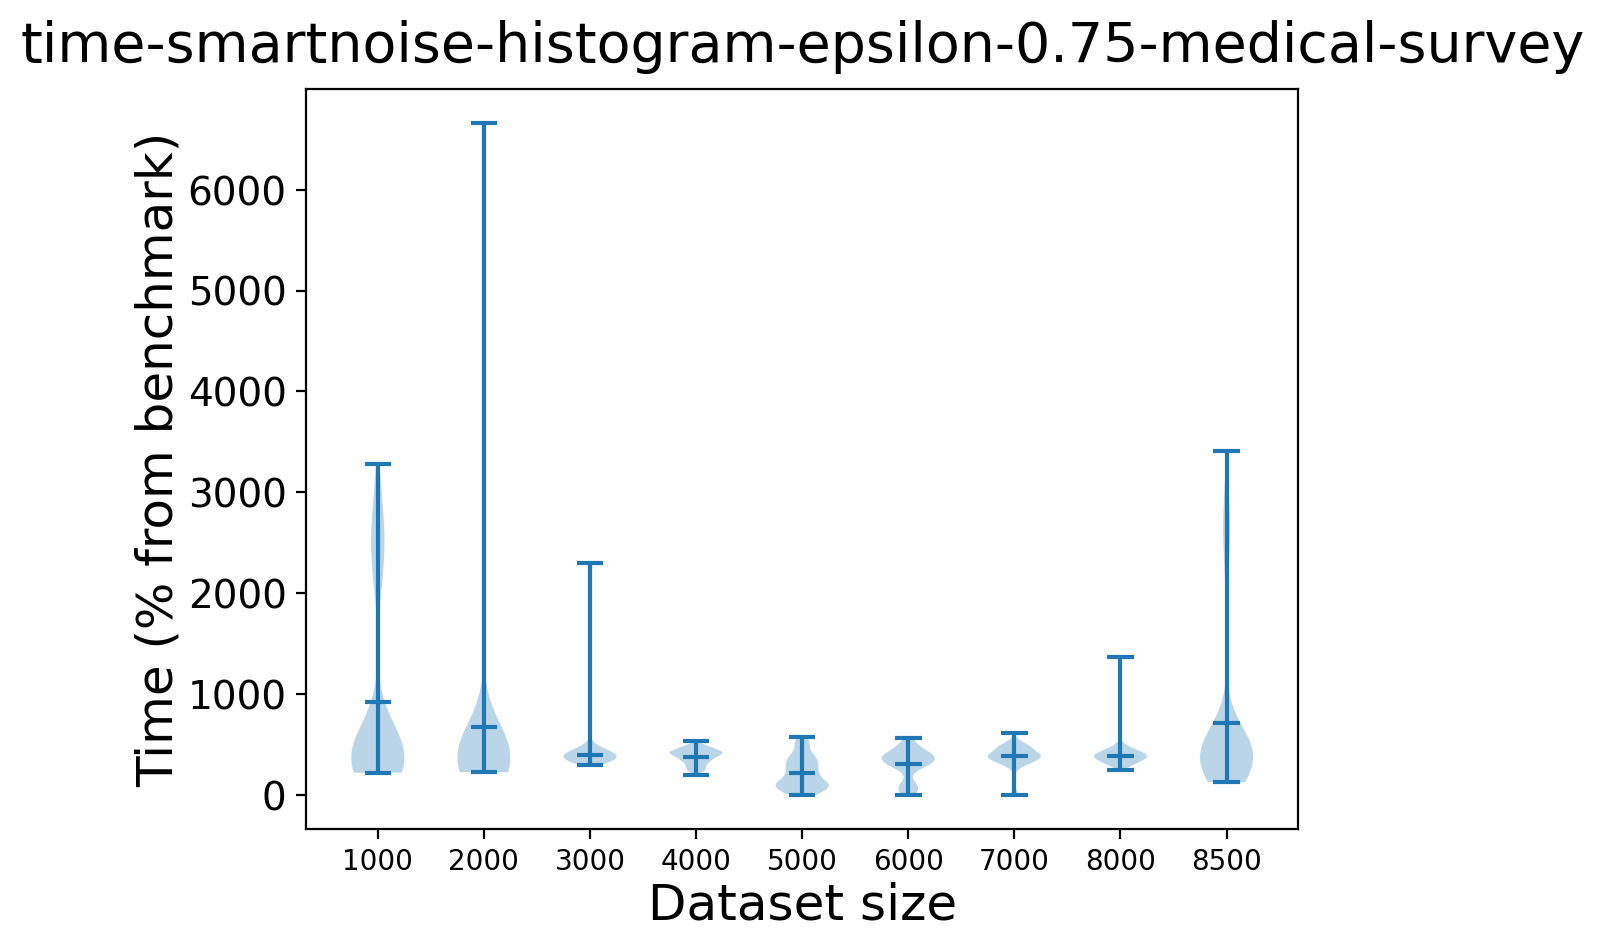 time-smartnoise-histogram-epsilon-0.75-medical-survey
Time (% from benchmark)
6000
5000
4000
3000
2000
1000
0
1000 2000 3000 4000 5000 6000 7000 8000 8500
Dataset size